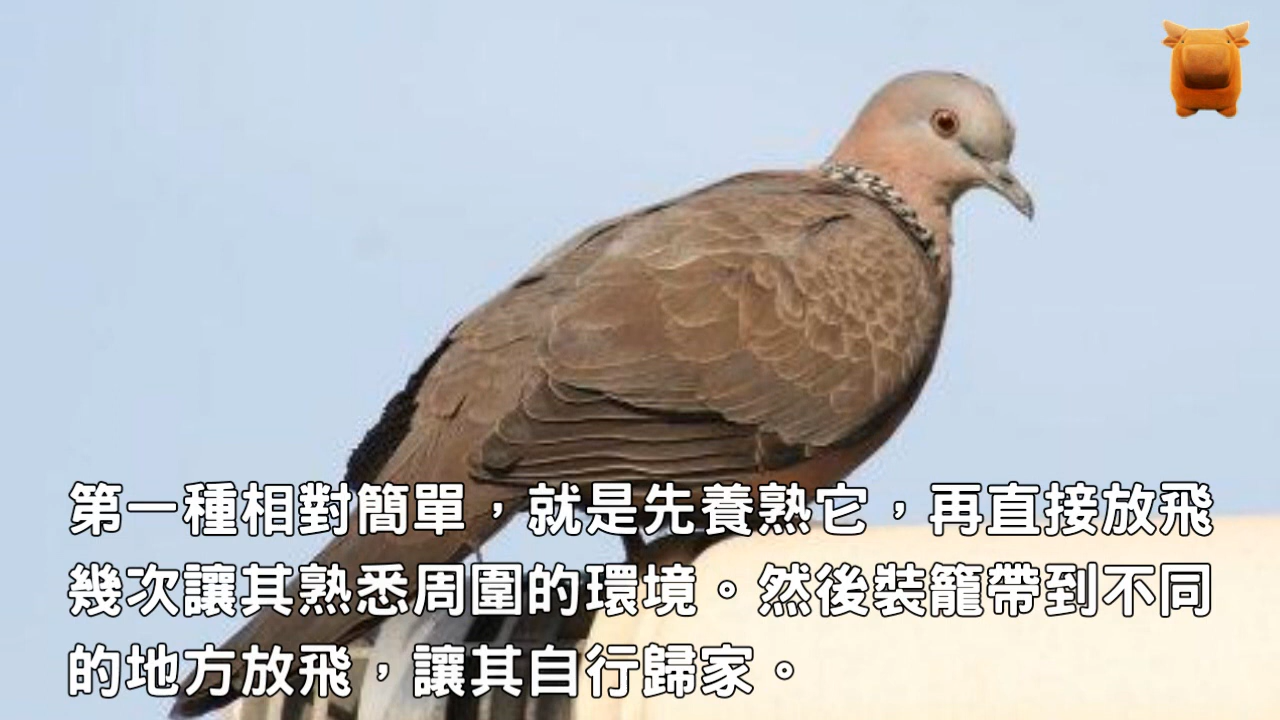 第一種相對簡單，就是先養熟它，再直接放飛
幾次讓其熟悉周圍的環境。然後裝籠帶到不同
的地方放飛，讓其自行歸家。